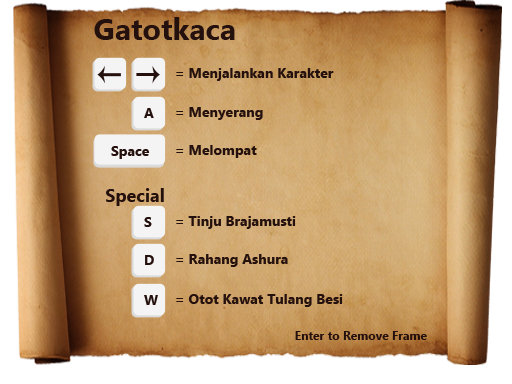 Gatotkaca
← → = Menjalankan Karakter
A = Menyerang
Space = Melompat
Special
S = Tinju Brajamusti
D = Rahang Ashura
W = Otot Kawat Tulang Besi
Enter to Remove Frame